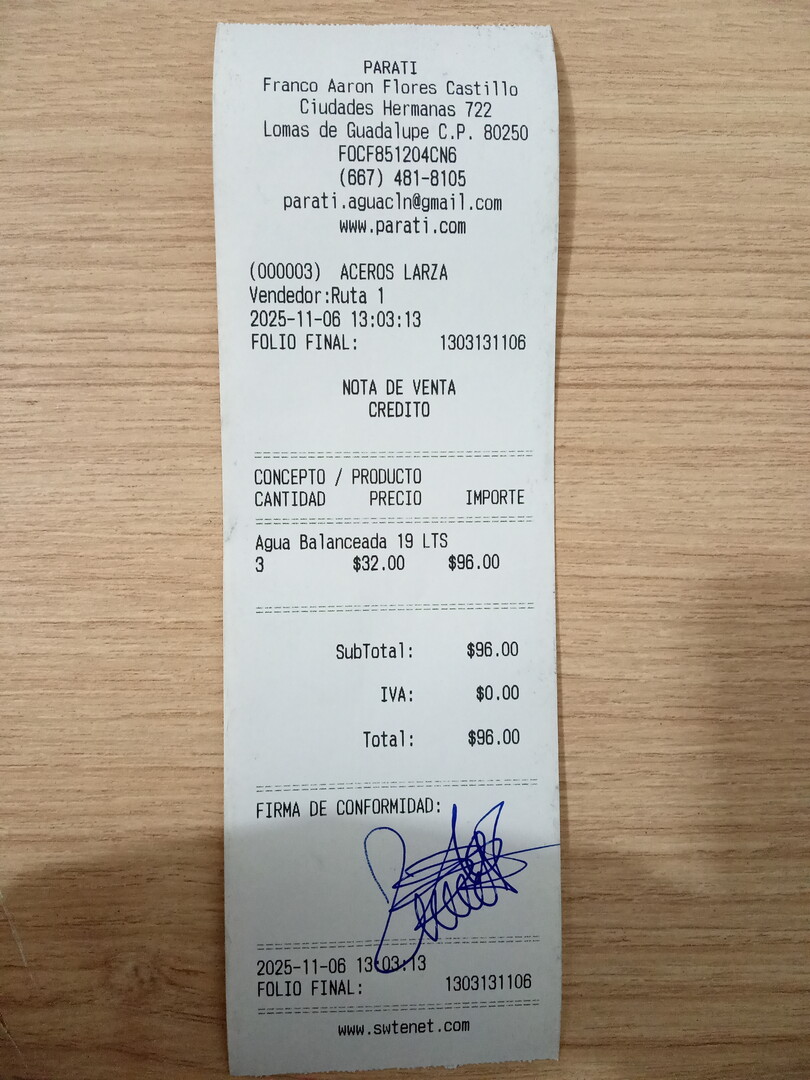 PARATI
Franco Aaron Flores Castillo
Ciudades Hermanas 722
Lomas de Guadalupe C.P. 80250
FOCF851204CN6
(667) 481-8105
parati.aguacln@gmail.com
www.parati.com
(000003) ACEROS LARZA
Vendedor:Ruta 1
2025-11-06 13:03:13
FOLIO FINAL: 1303131106
NOTA DE VENTA
CREDITO
CONCEPTO / PRODUCTO
CANTIDAD PRECIO IMPORTE
Agua Balanceada 19 LTS
3 $32.00 $96.00
SubTotal: $96.00
IVA: $0.00
Total: $96.00
FIRMA DE CONFORMIDAD:
2025-11-06 13:03:13
FOLIO FINAL: 1303131106
www.swtenet.com